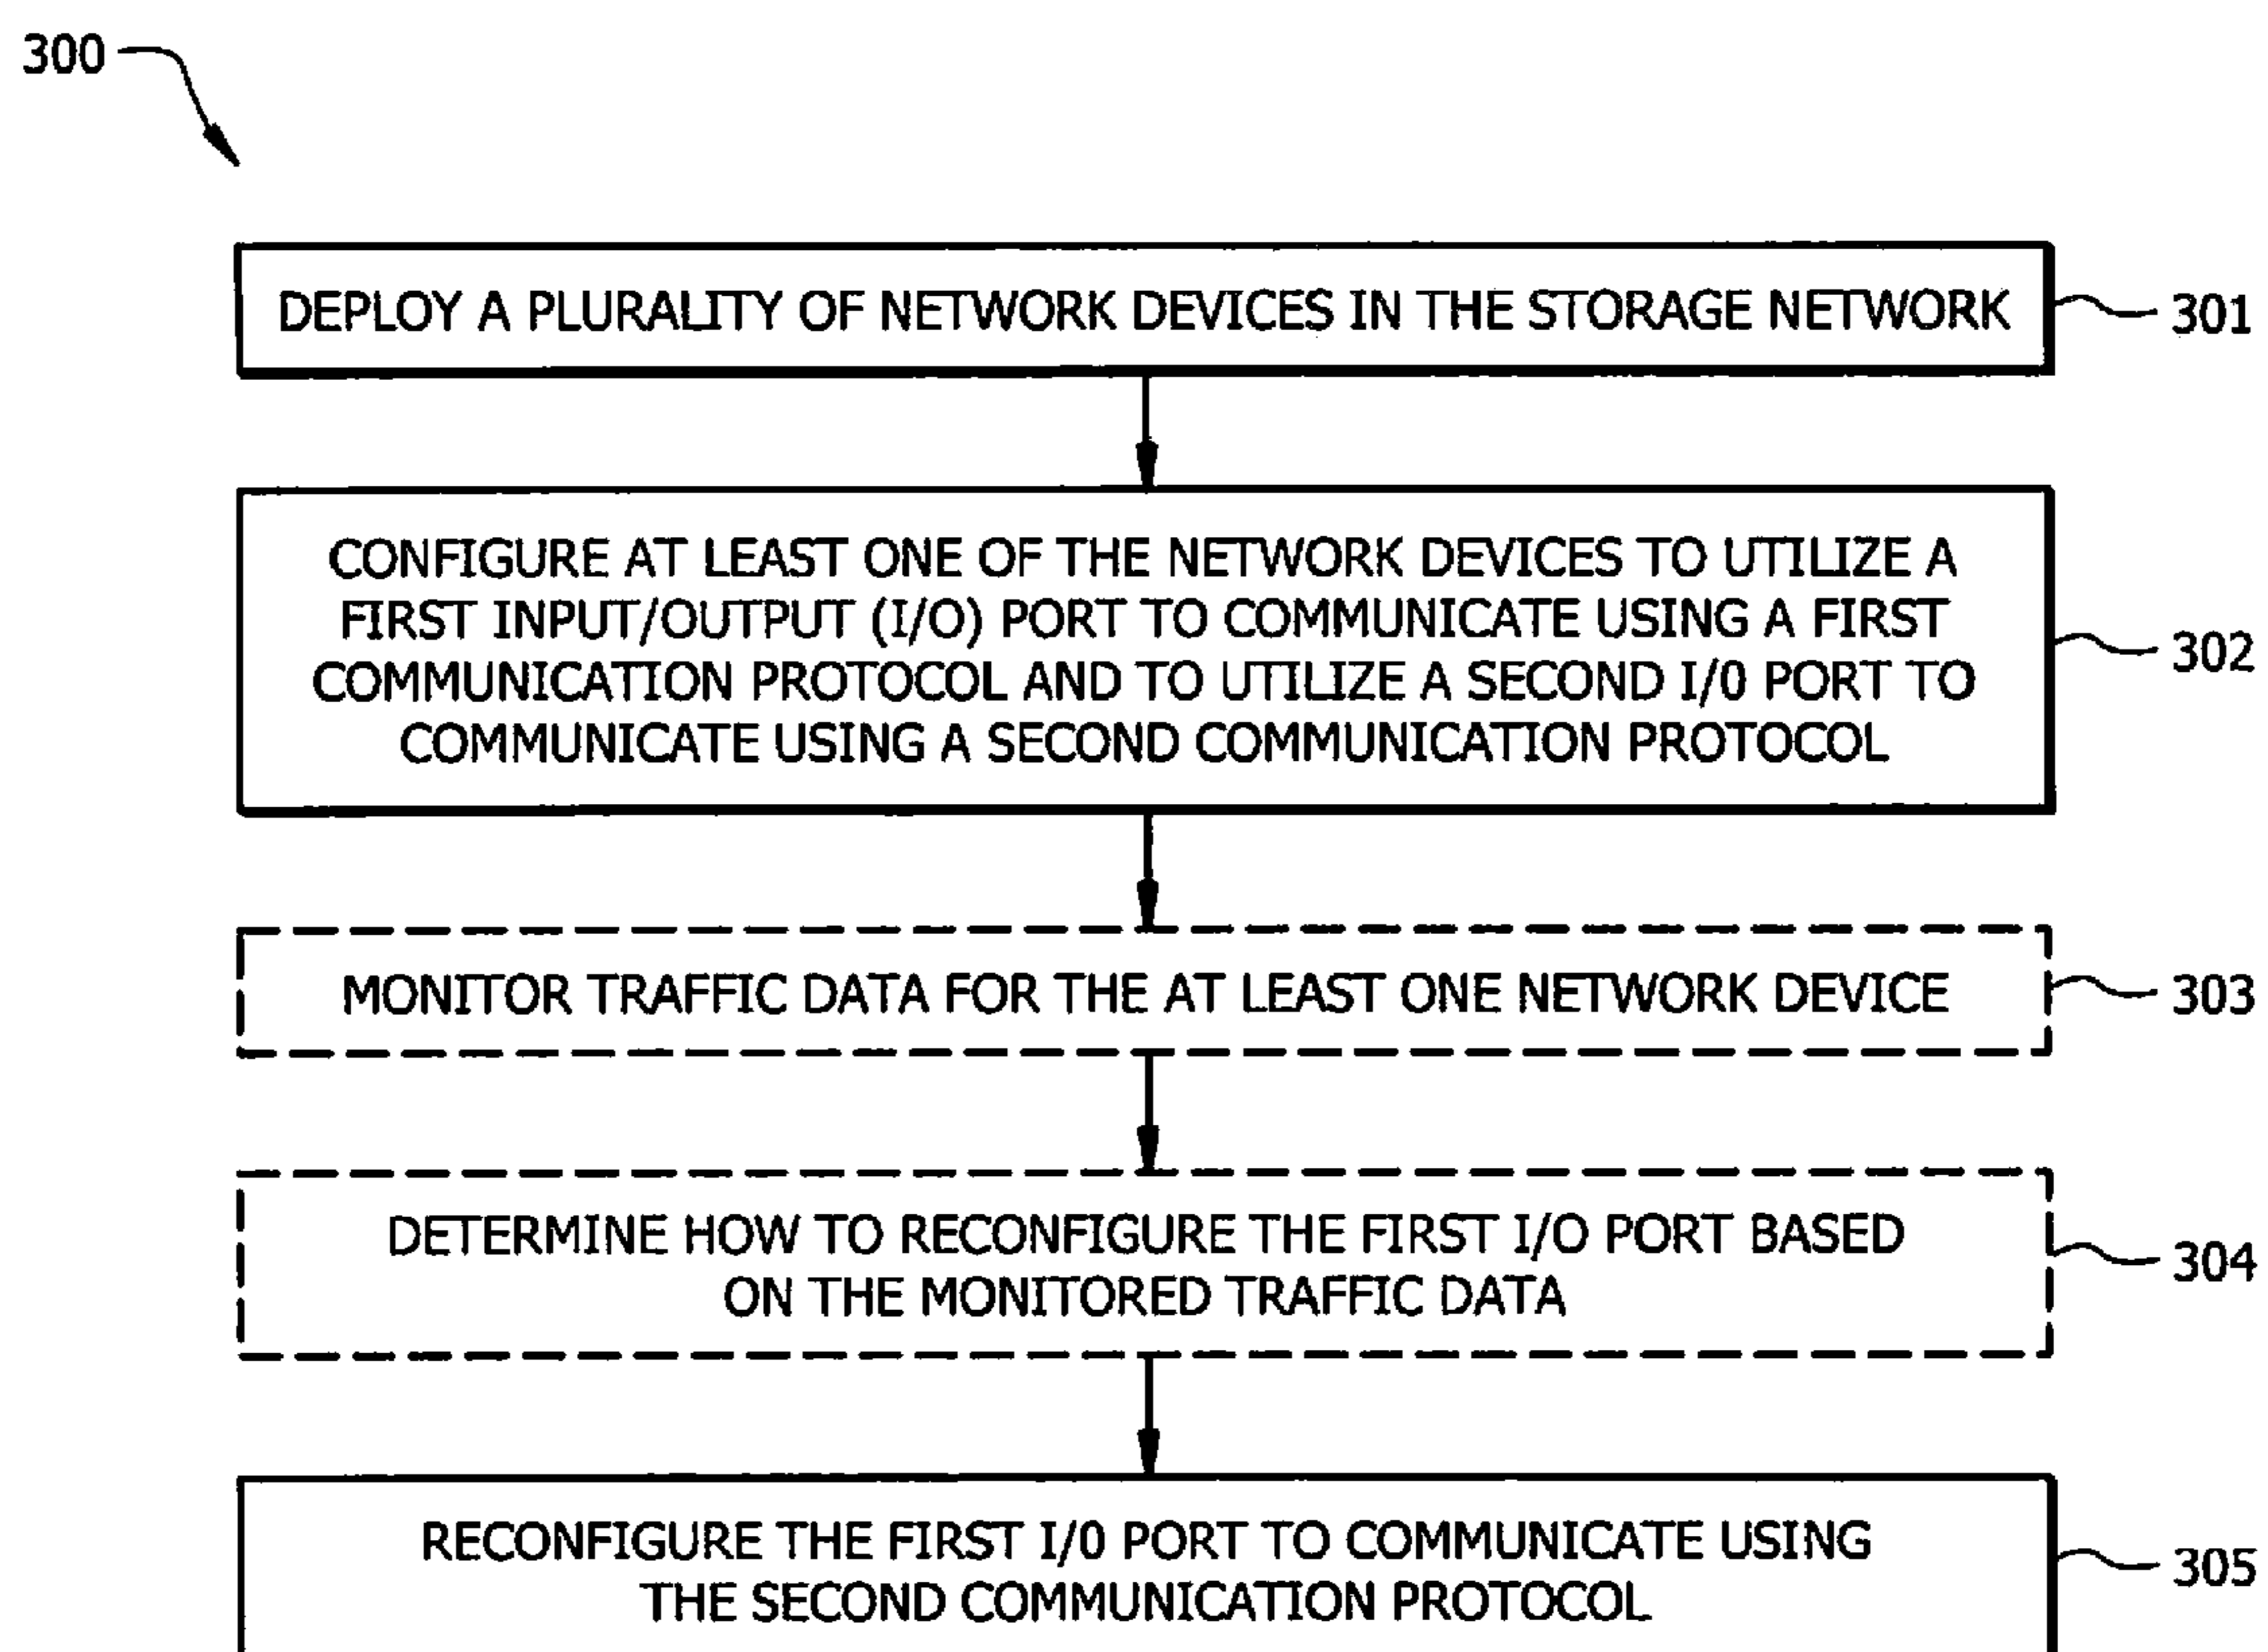 300
DEPLOY A PLURALITY OF NETWORK DEVICES IN THE STORAGE NETWORK
301
CONFIGURE AT LEAST ONE OF THE NETWORK DEVICES TO UTILIZE A
FIRST INPUT/OUTPUT (I/O) PORT TO COMMUNICATE USING A FIRST
COMMUNICATION PROTOCOL AND TO UTILIZE A SECOND I/0 PORT TO
COMMUNICATE USING A SECOND COMMUNICATION PROTOCOL
302
MONITOR TRAFFIC DATA FOR THE AT LEAST ONE NETWORK DEVICE
303
DETERMINE HOW TO RECONFIGURE THE FIRST I/O PORT BASED
ON THE MONITORED TRAFFIC DATA
304
RECONFIGURE THE FIRST I/0 PORT TO COMMUNICATE USING
THE SECOND COMMUNICATION PROTOCOL
305